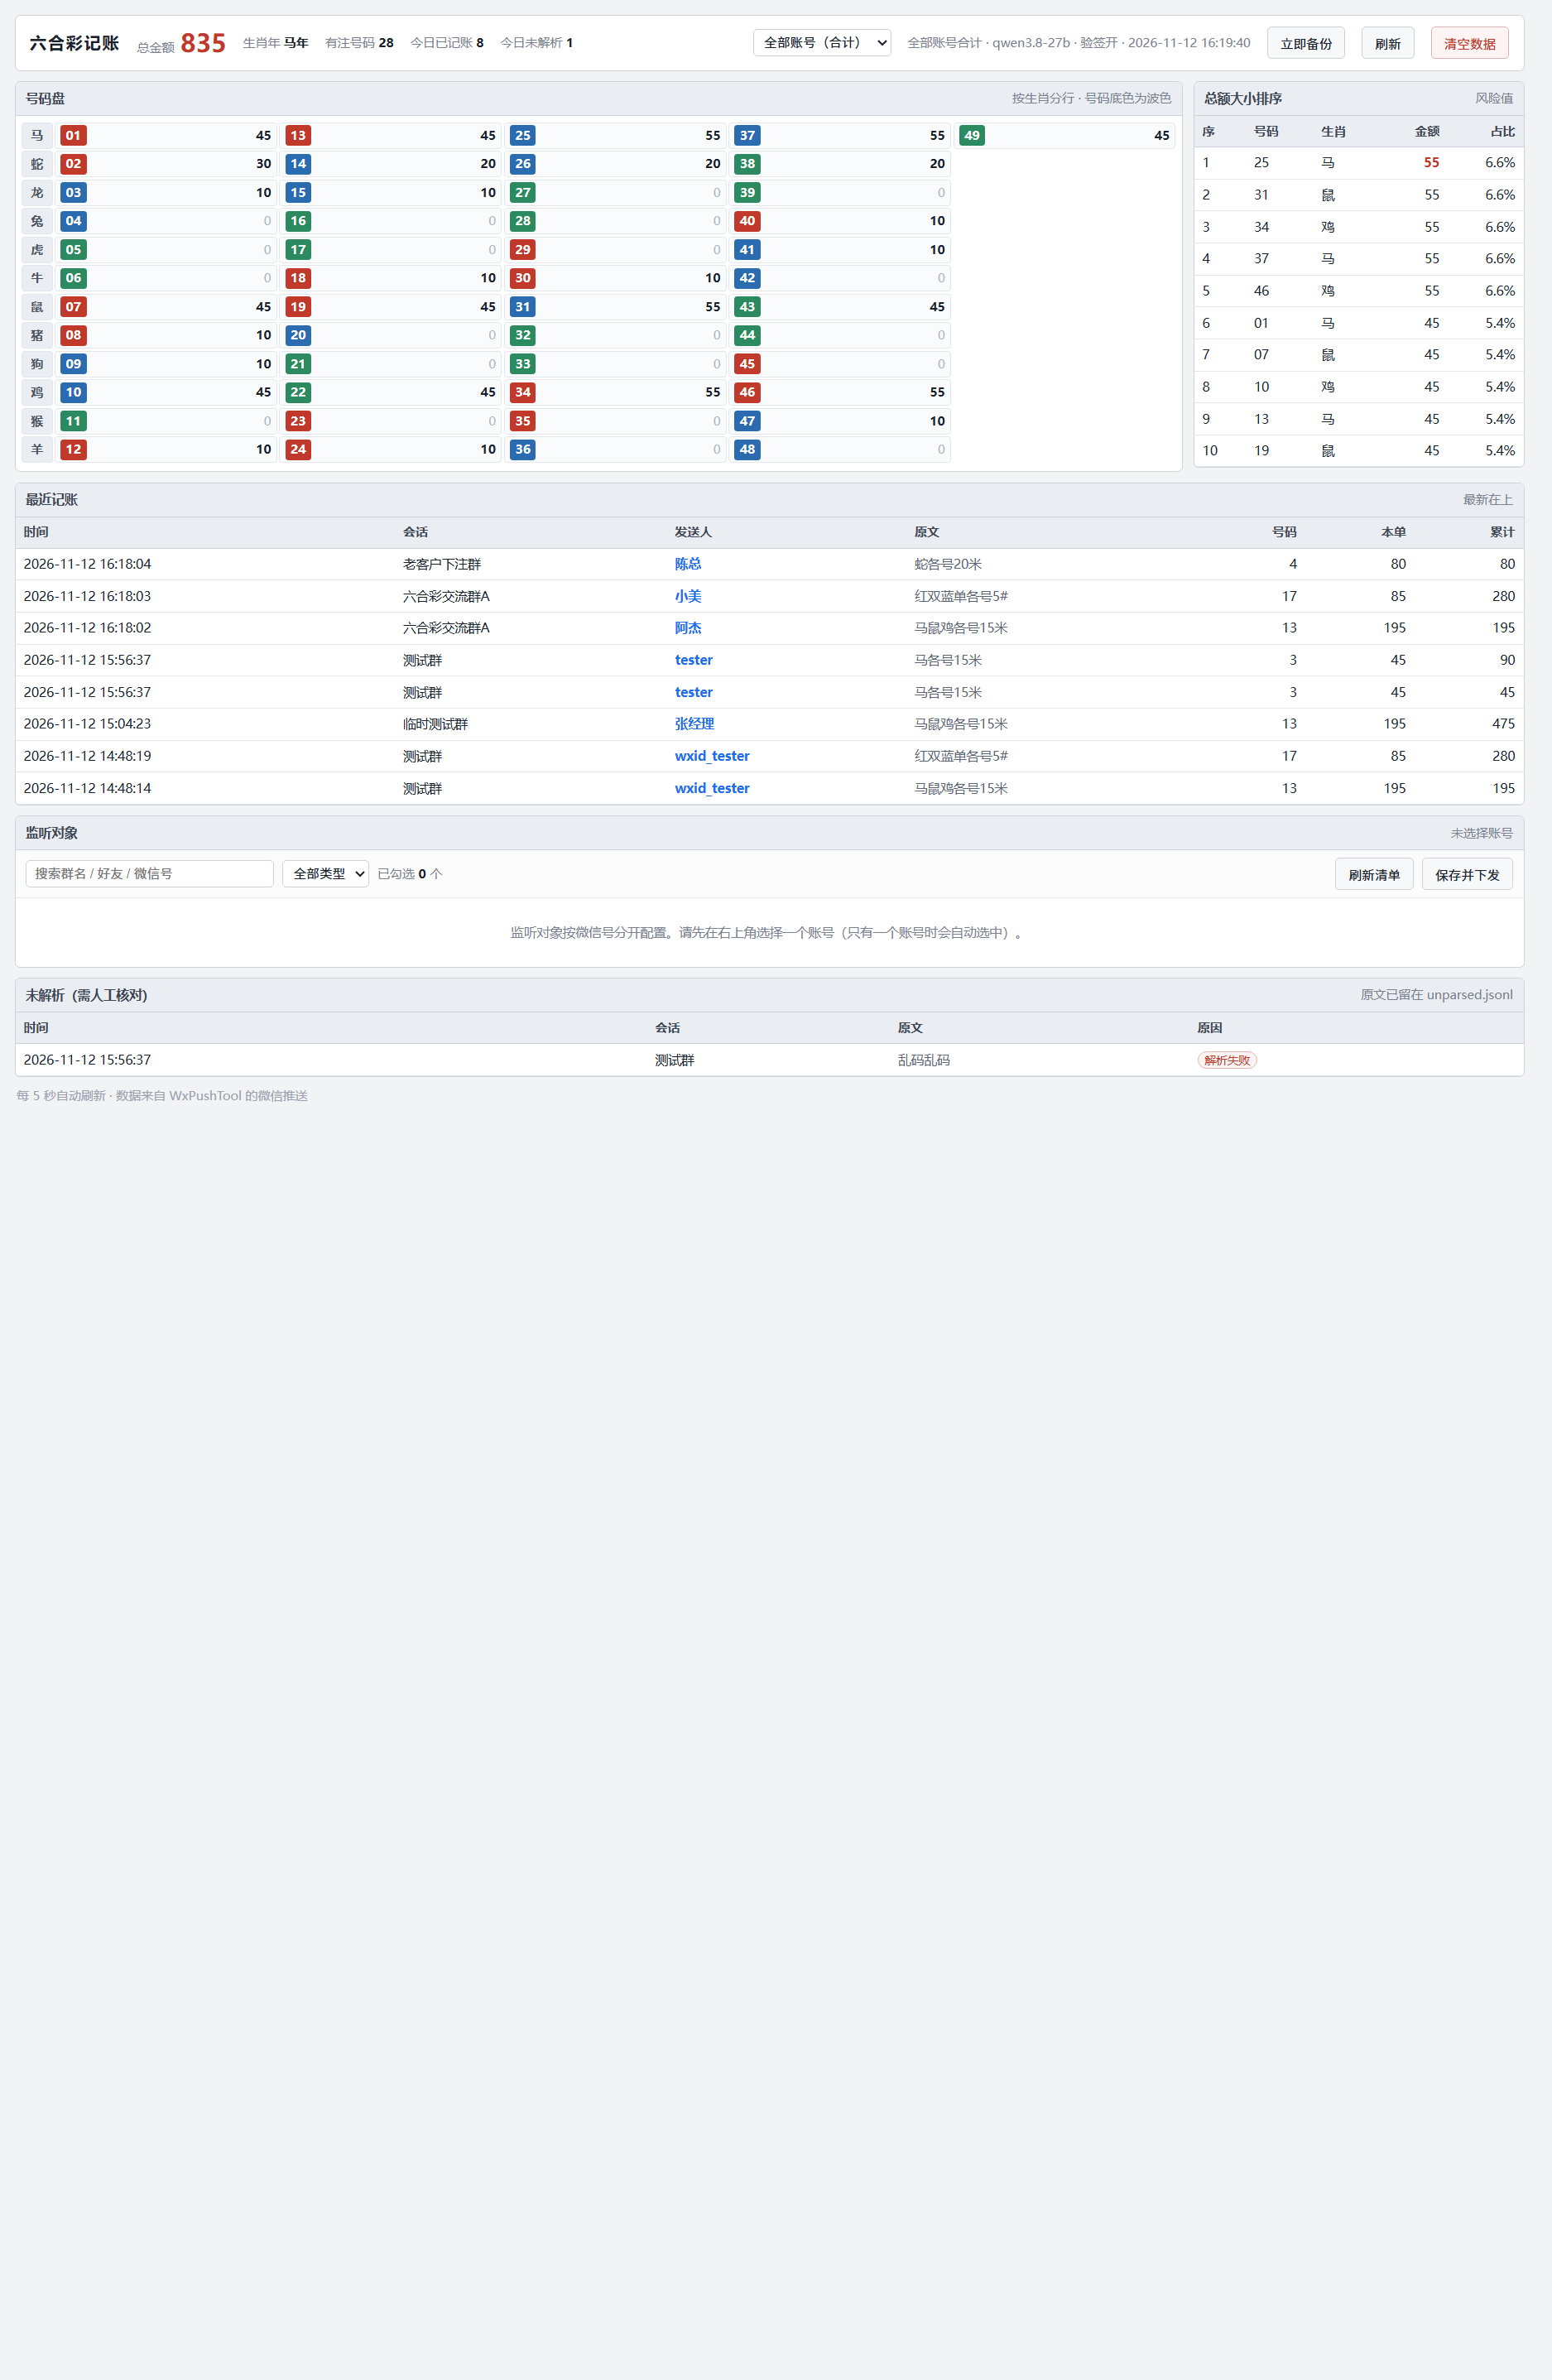 六合彩记账 总金额 835 生肖年 马年 有注号码 28 今日已记账 8 今日未解析 1 全部账号（合计） 全部账号合计 · qwen3.8-27b · 验签开 · 2026-11-12 16:19:40 立即备份 刷新 清空数据
号码盘 按生肖分行 · 号码底色为波色
马 01 45 13 45 25 55 37 55 49 45
蛇 02 30 14 20 26 20 38 20
龙 03 10 15 10 27 0 39 0
兔 04 0 16 0 28 0 40 10
虎 05 0 17 0 29 0 41 10
牛 06 0 18 10 30 10 42 0
鼠 07 45 19 45 31 55 43 45
猪 08 10 20 0 32 0 44 0
狗 09 10 21 0 33 0 45 0
鸡 10 45 22 45 34 55 46 55
猴 11 0 23 0 35 0 47 10
羊 12 10 24 10 36 0 48 0
总额大小排序 风险值
序 号码 生肖 金额 占比
1 25 马 55 6.6%
2 31 鼠 55 6.6%
3 34 鸡 55 6.6%
4 37 马 55 6.6%
5 46 鸡 55 6.6%
6 01 马 45 5.4%
7 07 鼠 45 5.4%
8 10 鸡 45 5.4%
9 13 马 45 5.4%
10 19 鼠 45 5.4%
最近记账 最新在上
时间 会话 发送人 原文 号码 本单 累计
2026-11-12 16:18:04 老客户下注群 陈总 蛇各号20米 4 80 80
2026-11-12 16:18:03 六合彩交流群A 小美 红双蓝单各号5# 17 85 280
2026-11-12 16:18:02 六合彩交流群A 阿杰 马鼠鸡各号15米 13 195 195
2026-11-12 15:56:37 测试群 tester 马各号15米 3 45 90
2026-11-12 15:56:37 测试群 tester 马各号15米 3 45 45
2026-11-12 15:04:23 临时测试群 张经理 马鼠鸡各号15米 13 195 475
2026-11-12 14:48:19 测试群 wxid_tester 红双蓝单各号5# 17 85 280
2026-11-12 14:48:14 测试群 wxid_tester 马鼠鸡各号15米 13 195 195
监听对象 未选择账号
搜索群名 / 好友 / 微信号 全部类型 已勾选 0 个 刷新清单 保存并下发
监听对象按微信号分开配置。请先在右上角选择一个账号（只有一个账号时会自动选中）。
未解析（需人工核对） 原文已留在 unparsed.jsonl
时间 会话 原文 原因
2026-11-12 15:56:37 测试群 乱码乱码 解析失败
每 5 秒自动刷新 · 数据来自 WxPushTool 的微信推送